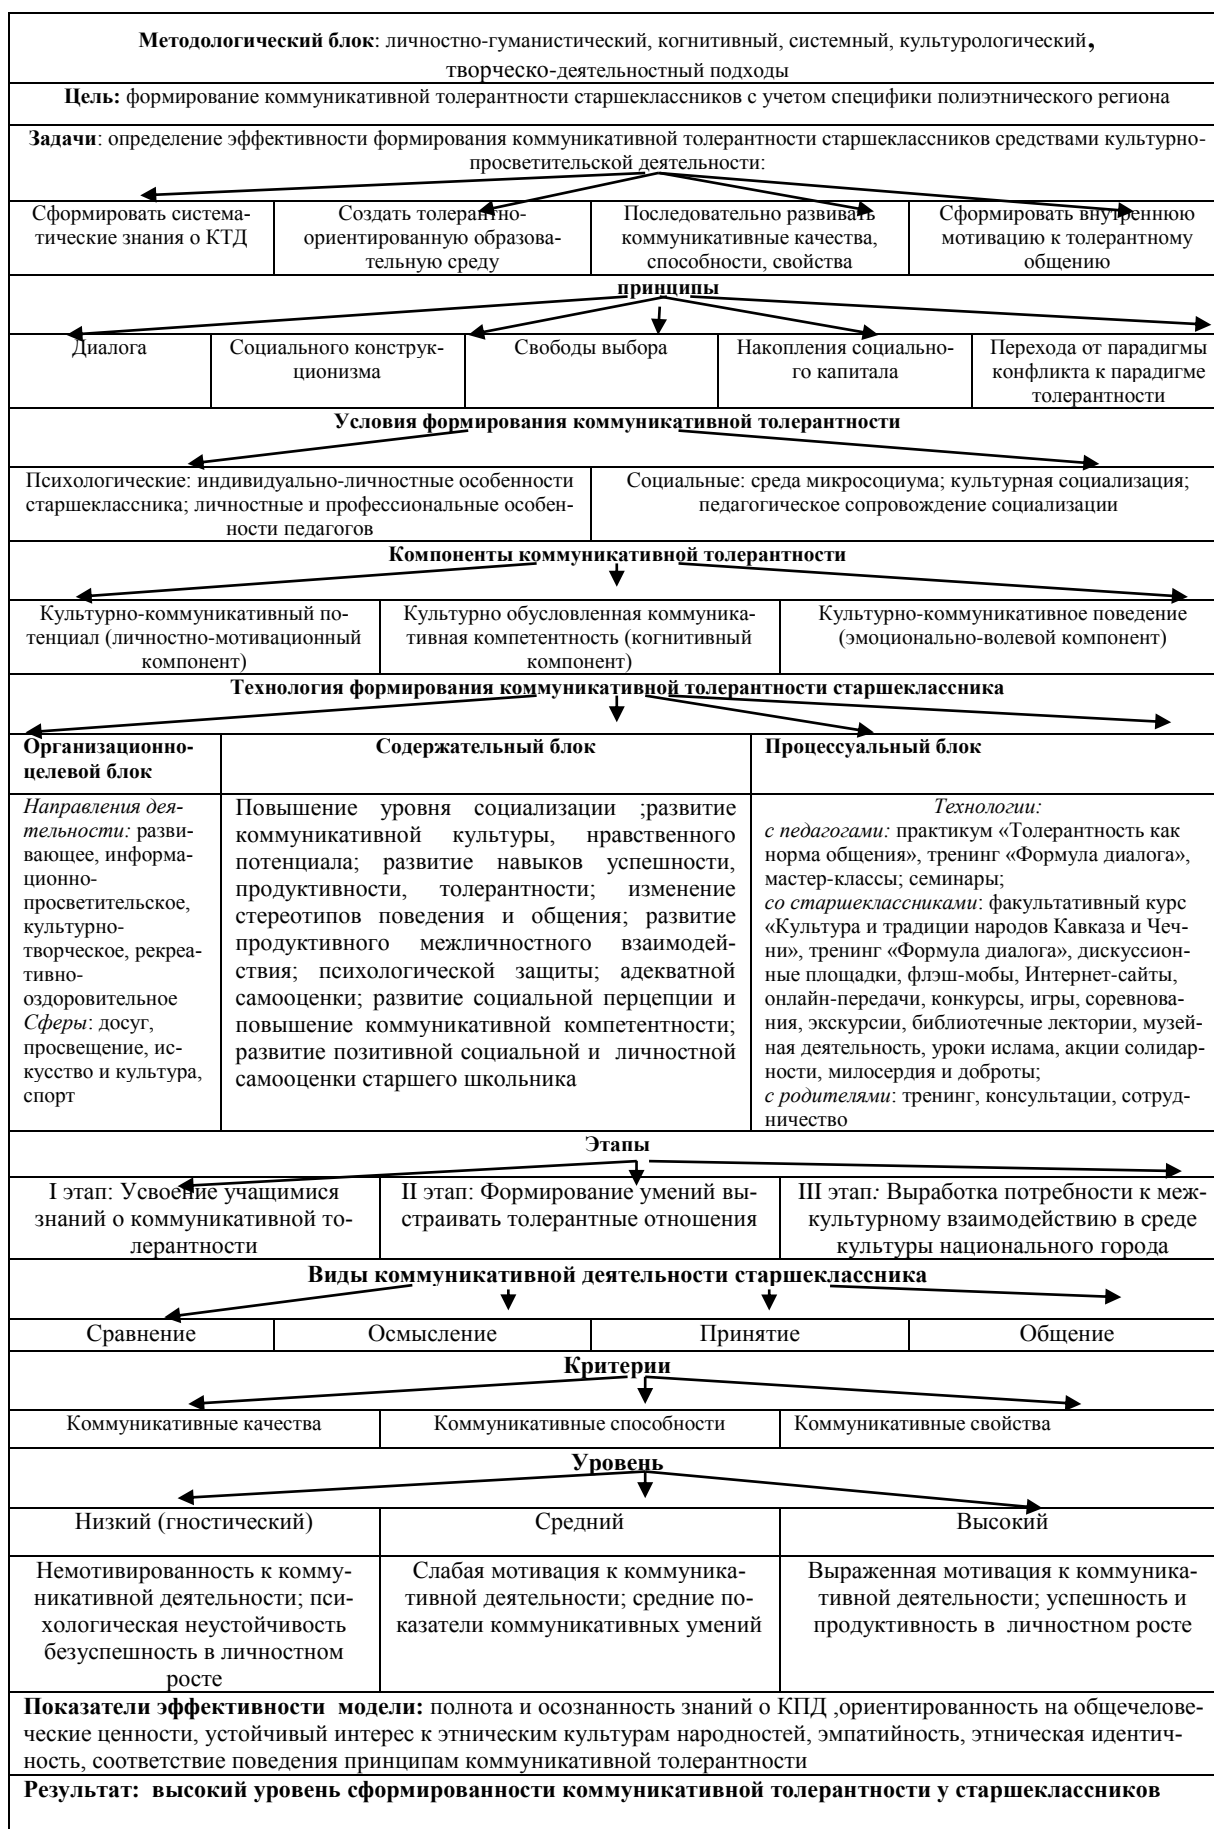 Методологический блок: личностно-гуманистический, когнитивный, системный, культурологический,
творческо-деятельностный подходы
Цель: формирование коммуникативной толерантности старшеклассников с учетом специфики полиэтнического региона
Задачи: определение эффективности формирования коммуникативной толерантности старшеклассников средствами культурно-
просветительской деятельности:
Сформировать система-
тические знания о КТД
Создать толерантно-
ориентированную образова-
тельную среду
Последовательно развивать
коммуникативные качества,
способности, свойства
Сформировать внутреннюю
мотивацию к толерантному
общению
принципы
Диалога
Социального конструк-
ционизма
Свободы выбора
Накопления социально-
го капитала
Перехода от парадигмы
конфликта к парадигме
толерантности
Условия формирования коммуникативной толерантности
Психологические: индивидуально-личностные особенности
старшеклассника; личностные и профессиональные особен-
ности педагогов
Социальные: среда микросоциума; культурная социализация;
педагогическое сопровождение социализации
Компоненты коммуникативной толерантности
Культурно-коммуникативный по-
тенциал (личностно-мотивационный
компонент)
Культурно обусловленная коммуника-
тивная компетентность (когнитивный
компонент)
Культурно-коммуникативное поведение
(эмоционально-волевой компонент)
Технология формирования коммуникативной толерантности старшеклассника
Организационно-
целевой блок
Содержательный блок
Процессуальный блок
Направления дея-
тельности: разви-
вающее, информа-
ционно-
просветительское,
культурно-
творческое, рекреа-
тивно-
оздоровительное
Сферы: досуг,
просвещение, ис-
кусство и культура,
спорт
Повышение уровня социализации ;развитие
коммуникативной культуры, нравственного
потенциала; развитие навыков успешности,
продуктивности, толерантности; изменение
стереотипов поведения и общения; развитие
продуктивного межличностного взаимодей-
ствия; психологической защиты; адекватной
самооценки; развитие социальной перцепции и
повышение коммуникативной компетентности;
развитие позитивной социальной и личностной
самооценки старшего школьника
Технологии:
с педагогами: практикум «Толерантность как
норма общения», тренинг «Формула диалога»,
мастер-классы; семинары;
со старшеклассниками: факультативный курс
«Культура и традиции народов Кавказа и Чеч-
ни», тренинг «Формула диалога», дискуссион-
ные площадки, флэш-мобы, Интернет-сайты,
онлайн-передачи, конкурсы, игры, соревнова-
ния, экскурсии, библиотечные лектории, музей-
ная деятельность, уроки ислама, акции солидар-
ности, милосердия и доброты;
с родителями: тренинг, консультации, сотруд-
ничество
Этапы
I этап: Усвоение учащимися
знаний о коммуникативной то-
лерантности
II этап: Формирование умений вы-
страивать толерантные отношения
III этап: Выработка потребности к меж-
культурному взаимодействию в среде
культуры национального города
Виды коммуникативной деятельности старшеклассника
Сравнение
Осмысление
Принятие
Общение
Критерии
Коммуникативные качества
Коммуникативные способности
Коммуникативные свойства
Уровень
Низкий (гностический)
Средний
Высокий
Немотивированность к комму-
никативной деятельности; пси-
хологическая неустойчивость
безуспешность в личностном
росте
Слабая мотивация к коммуника-
тивной деятельности; средние по-
казатели коммуникативных умений
Выраженная мотивация к коммуника-
тивной деятельности; успешность и
продуктивность в личностном росте
Показатели эффективности модели: полнота и осознанность знаний о КПД ,ориентированность на общечелове-
ческие ценности, устойчивый интерес к этническим культурам народностей, эмпатийность, этническая идентич-
ность, соответствие поведения принципам коммуникативной толерантности
Результат: высокий уровень сформированности коммуникативной толерантности у старшеклассников